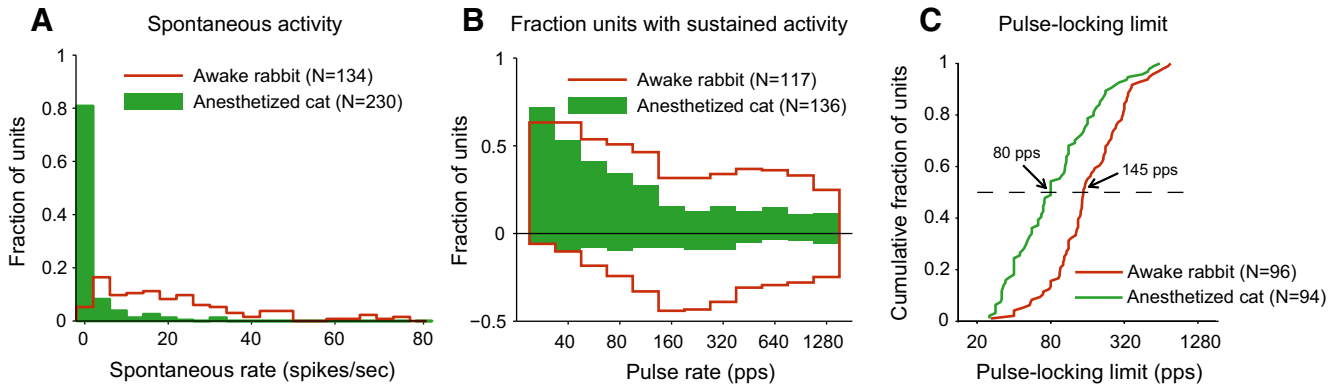 A Spontaneous activity
1
0.8
0.6
0.4
0.2
0
Fraction of units
Awake rabbit (N=134)
Anesthetized cat (N=230)
0 20 40 60 80
Spontaneous rate (spikes/sec)
B Fraction units with sustained activity
1
0.5
0
−0.5
Fraction of units
Awake rabbit (N=117)
Anesthetized cat (N=136)
40 80 160 320 640 1280
Pulse rate (pps)
C Pulse-locking limit
1
0.8
0.6
0.4
0.2
0
Cumulative fraction of units
80 pps
145 pps
Awake rabbit (N=96)
Anesthetized cat (N=94)
20 80 320 1280
Pulse-locking limit (pps)